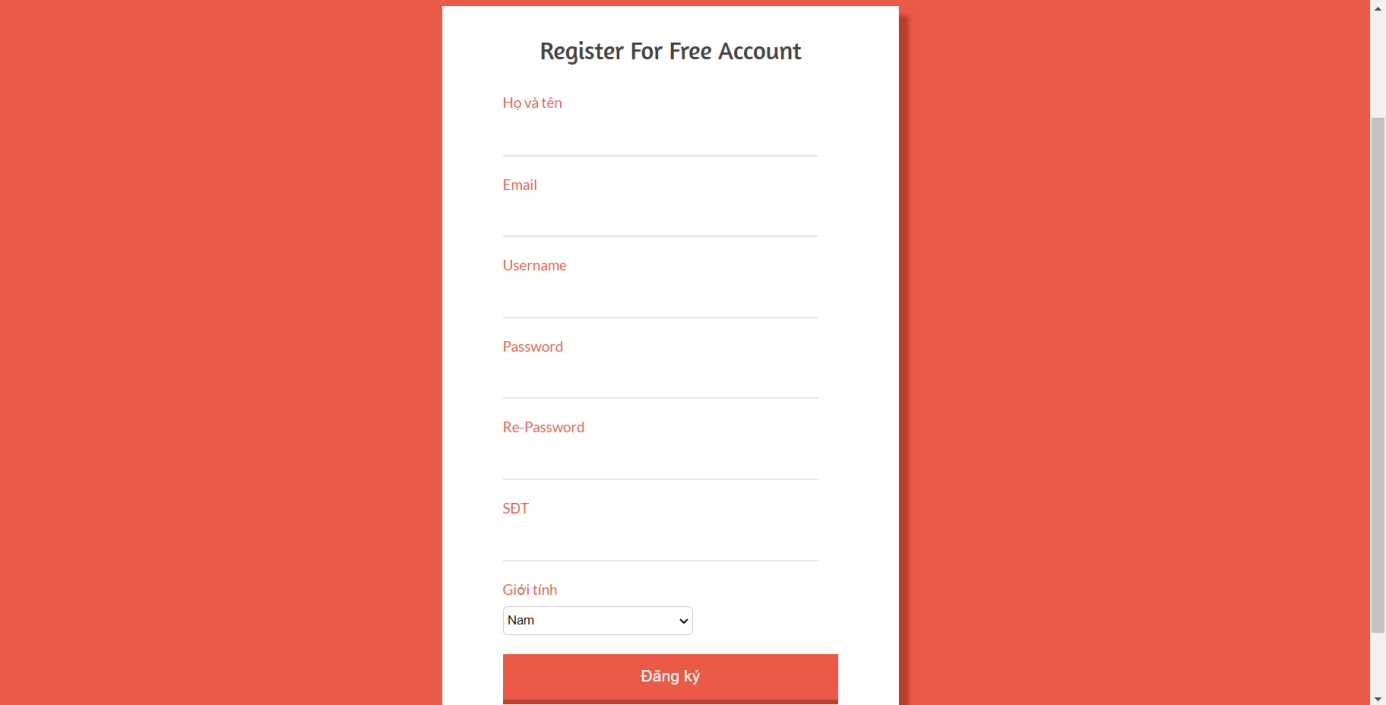 Register For Free Account
Họ và tên
Email
Username
Password
Re-Password
SĐT
Giới tính
Nam
Đăng ký